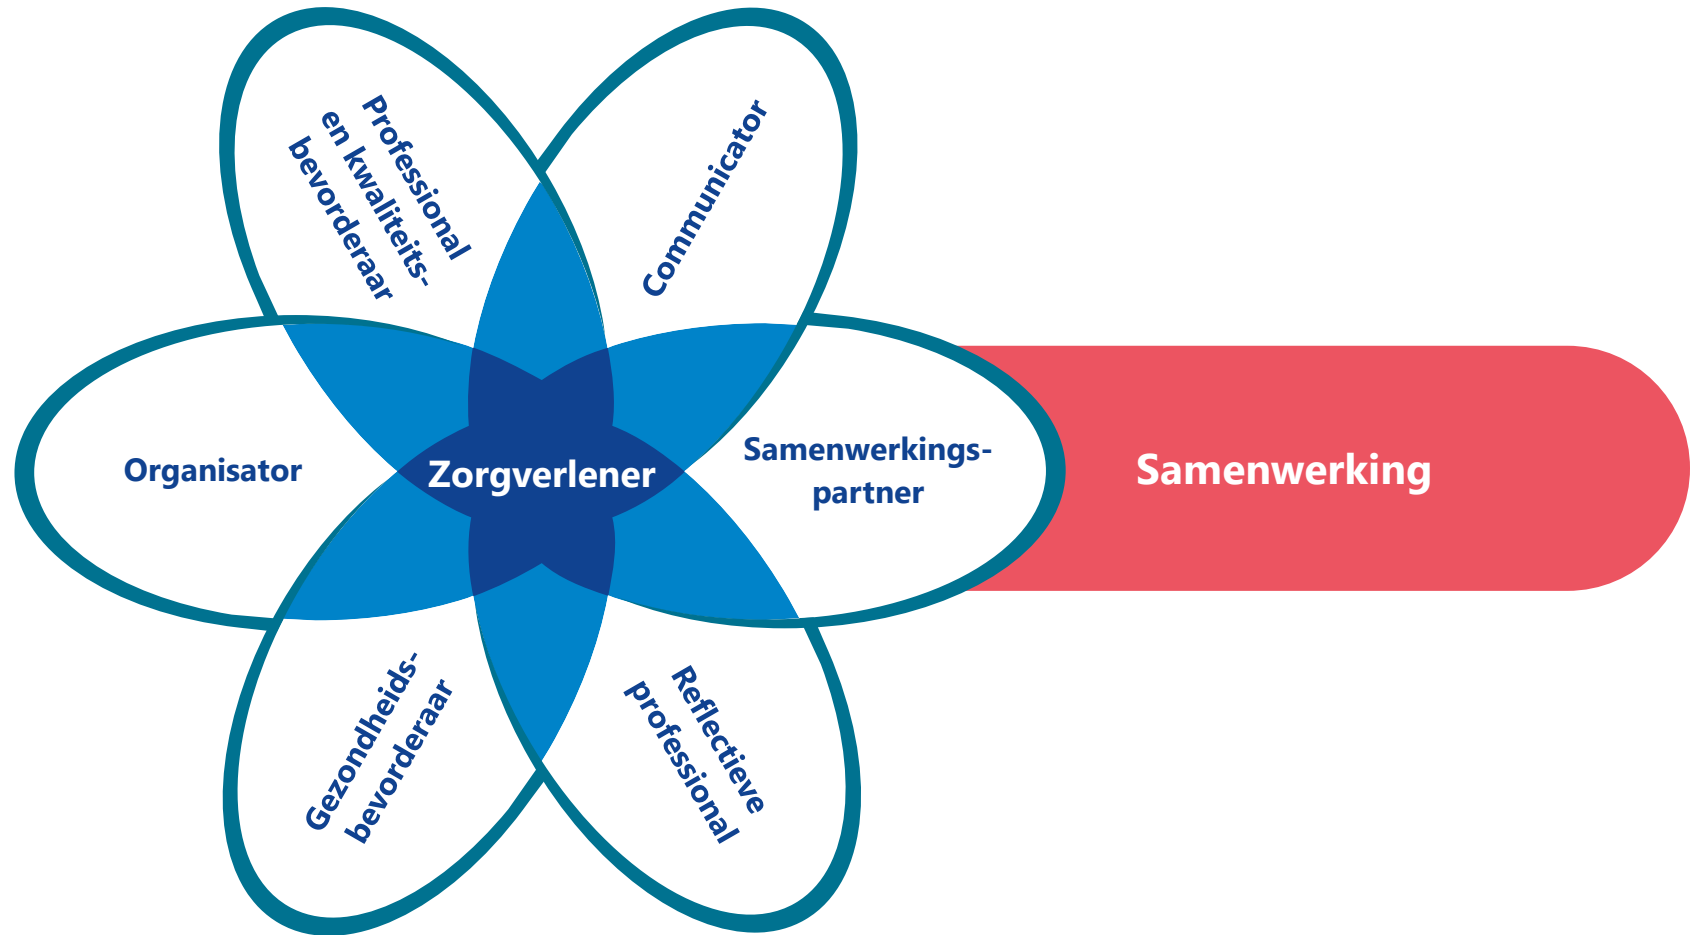 Professional
en kwaliteits-
bevorderaar
Communicator
Organisator
Zorgverlener
Samenwerkings-
partner
Samenwerking
Gezondheids-
bevorderaar
Reflectieve
professional